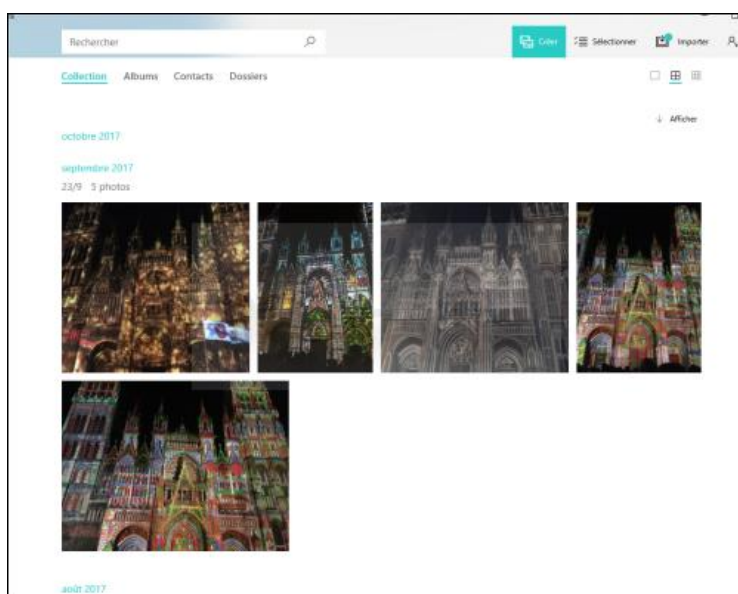 Rechercher
Créer
Sélectionner
Importer
Collection Albums Contacts Dossiers
Afficher
octobre 2017
septembre 2017
23/9 5 photos
août 2017